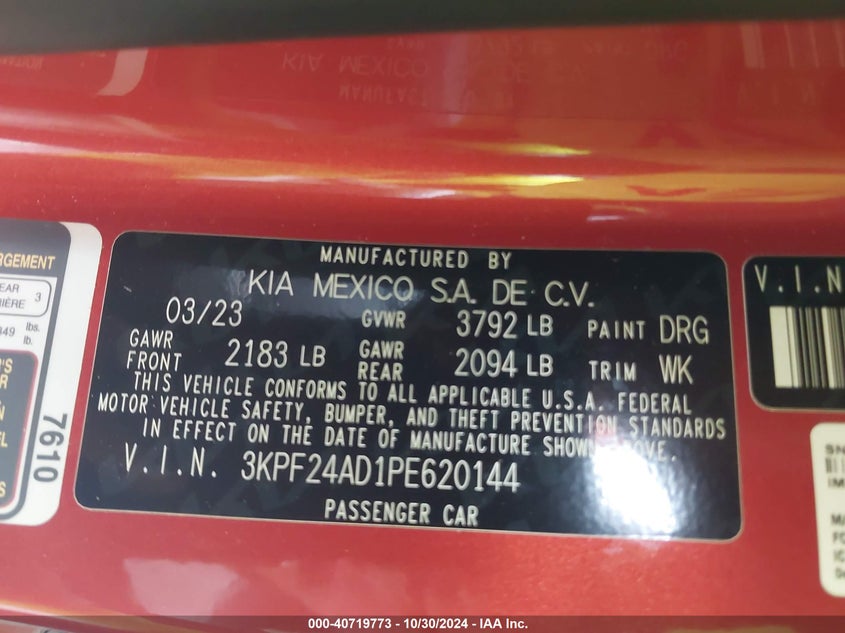 MANUFACTURED BY
KIA MEXICO S.A. DE C.V.
03/23 GVWR 3792 LB PAINT DRG
GAWR FRONT 2183 LB GAWR REAR 2094 LB TRIM WK
THIS VEHICLE CONFORMS TO ALL APPLICABLE U.S.A. FEDERAL
MOTOR VEHICLE SAFETY, BUMPER, AND THEFT PREVENTION STANDARDS
IN EFFECT ON THE DATE OF MANUFACTURE SHOWN ABOVE.
V.I.N. 3KPF24AD1PE620144
PASSENGER CAR
7610
lbs.
lb.
3
V.I.N
000-40719773 - 10/30/2024 - IAA Inc.